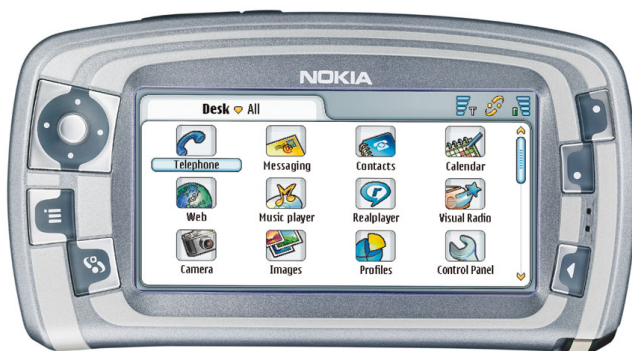 NOKIA
Desk All
T
Telephone Messaging Contacts Calendar
Web Music player Realplayer Visual Radio
Camera Images Profiles Control Panel